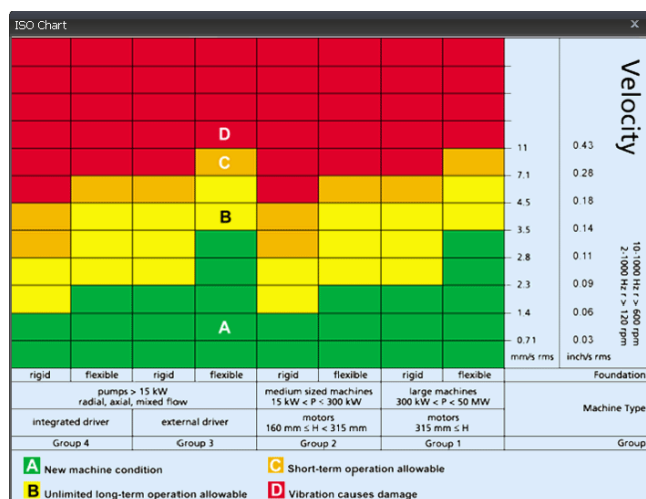 ISO Chart x
Velocity
10-1000 Hz r > 600 rpm
2-1000 Hz r > 120 rpm
D
11 0.43
C
7.1 0.28
4.5 0.18
B
3.5 0.14
2.8 0.11
2.3 0.09
1.4 0.06
A
0.71 0.03
mm/s rms inch/s rms
rigid flexible rigid flexible rigid flexible rigid flexible Foundation
pumps > 15 kW medium sized machines large machines
radial, axial, mixed flow 15 kW < P ≤ 300 kW 300 kW < P < 50 MW
Machine Type
integrated driver external driver motors motors
160 mm ≤ H < 315 mm 315 mm ≤ H
Group 4 Group 3 Group 2 Group 1 Group
A New machine condition C Short-term operation allowable
B Unlimited long-term operation allowable D Vibration causes damage